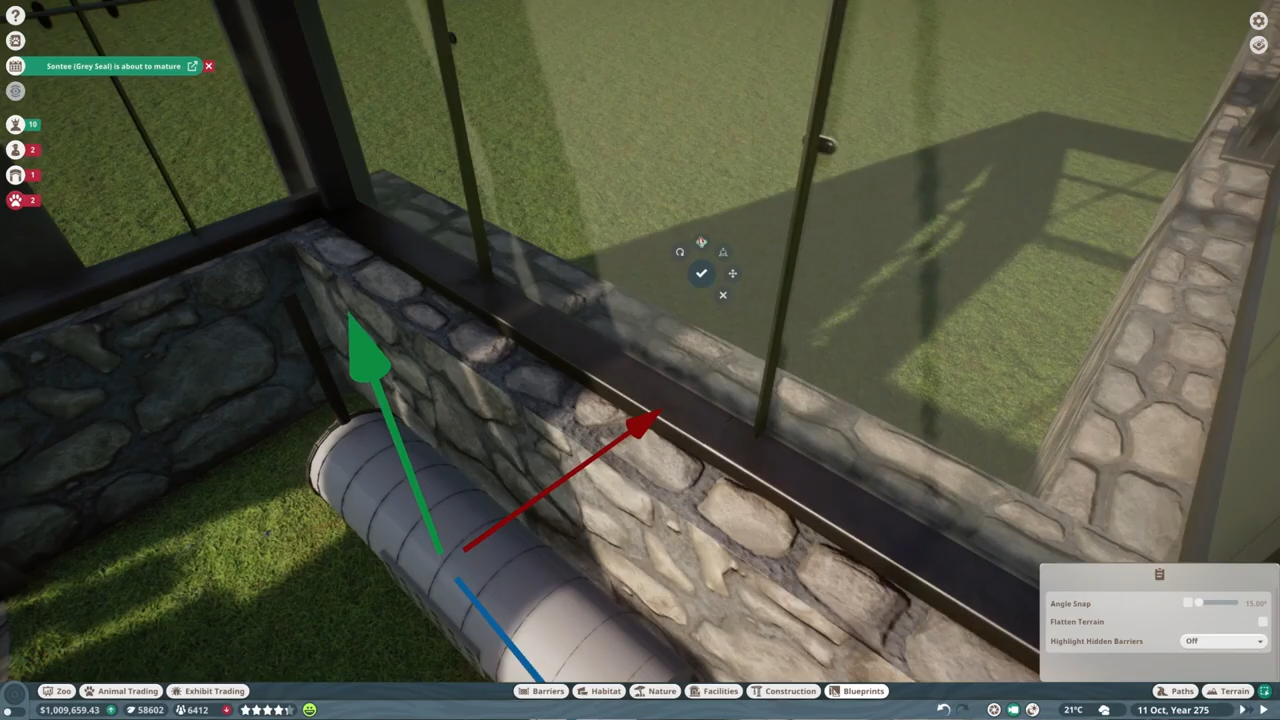 Sontee (Grey Seal) is about to mature
10
2
1
2
Angle Snap 15.00°
Flatten Terrain
Highlight Hidden Barriers Off
Zoo Animal Trading Exhibit Trading Barriers Habitat Nature Facilities Construction Blueprints Paths Terrain
$1,009,659.43 58602 6412 21°C 11 Oct, Year 275